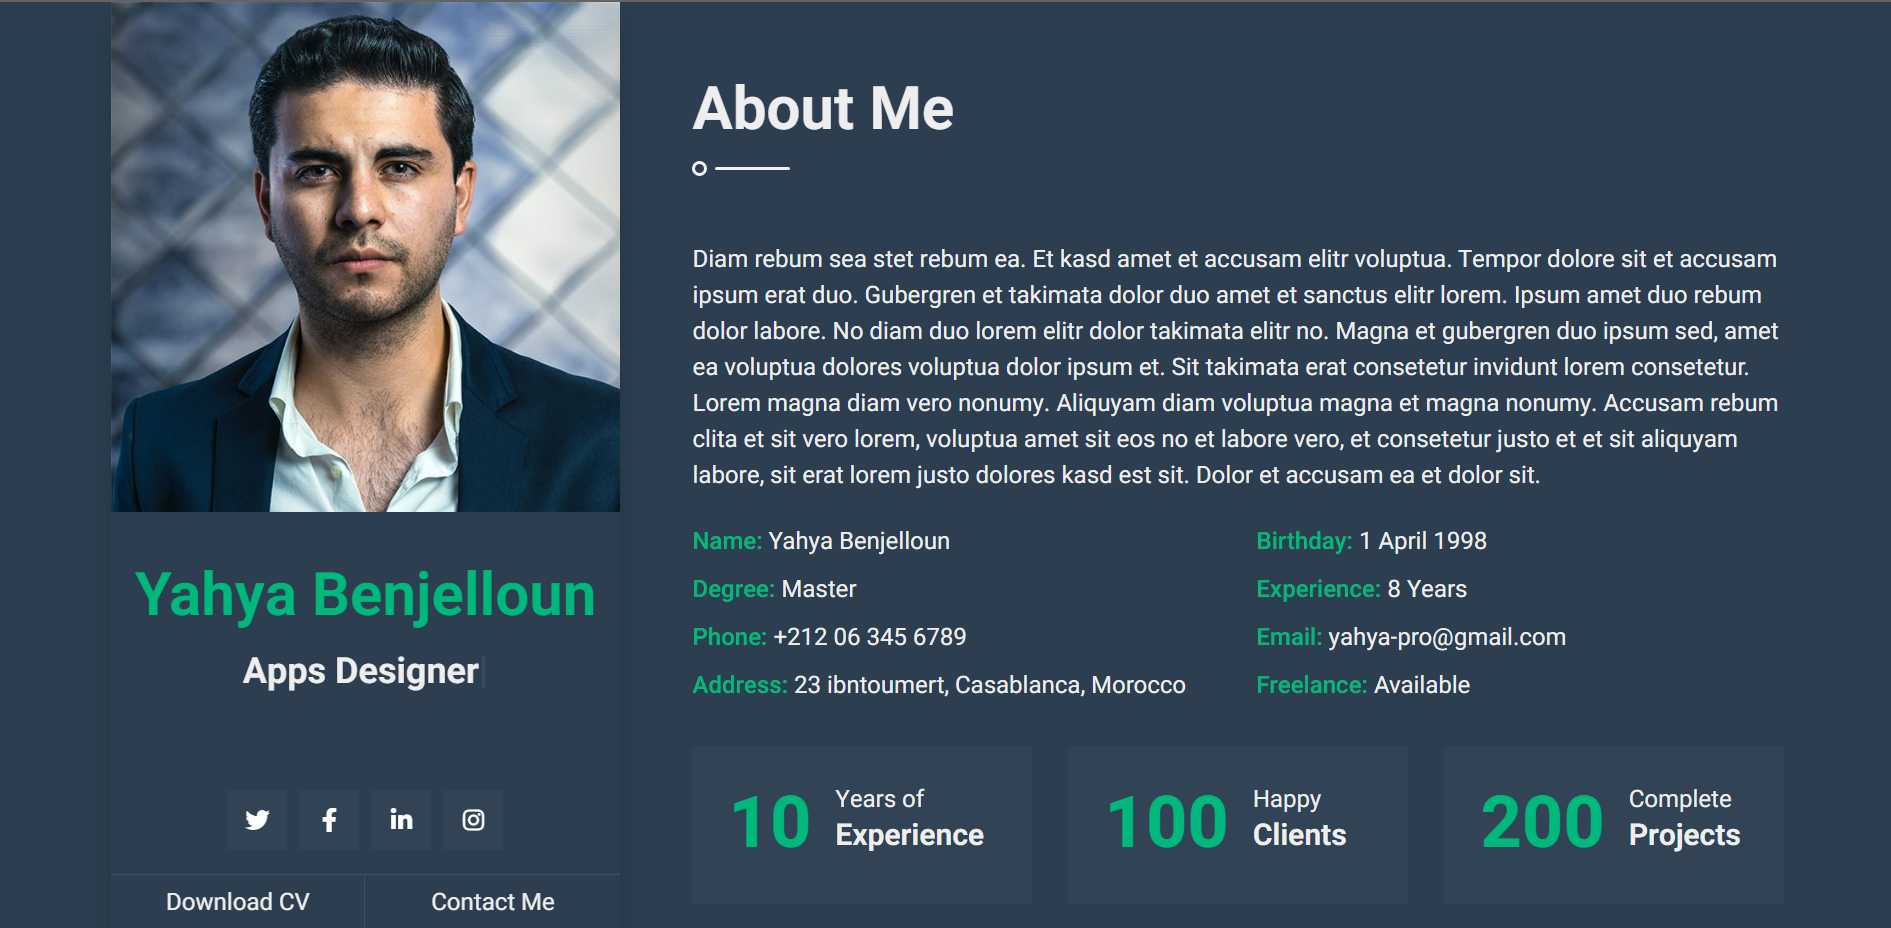 Yahya Benjelloun
Apps Designer
Download CV
Contact Me
About Me
Diam rebum sea stet rebum ea. Et kasd amet et accusam elitr voluptua. Tempor dolore sit et accusam
ipsum erat duo. Gubergren et takimata dolor duo amet et sanctus elitr lorem. Ipsum amet duo rebum
dolor labore. No diam duo lorem elitr dolor takimata elitr no. Magna et gubergren duo ipsum sed, amet
ea voluptua dolores voluptua dolor ipsum et. Sit takimata erat consetetur invidunt lorem consetetur.
Lorem magna diam vero nonumy. Aliquyam diam voluptua magna et magna nonumy. Accusam rebum
clita et sit vero lorem, voluptua amet sit eos no et labore vero, et consetetur justo et et sit aliquyam
labore, sit erat lorem justo dolores kasd est sit. Dolor et accusam ea et dolor sit.
Name: Yahya Benjelloun
Birthday: 1 April 1998
Degree: Master
Experience: 8 Years
Phone: +212 06 345 6789
Email: yahya-pro@gmail.com
Address: 23 ibntoumert, Casablanca, Morocco
Freelance: Available
10
Years of
Experience
100
Happy
Clients
200
Complete
Projects